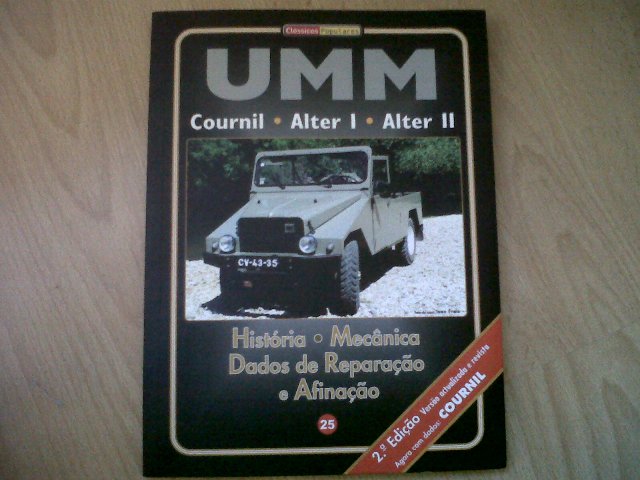 Clássicos Populares
UMM
Cournil • Alter I • Alter II
CV-43-35
História • Mecânica
Dados de Reparação
e Afinação
25
2.ª Edição Versão actualizada e revista
Agora com dados: COURNIL